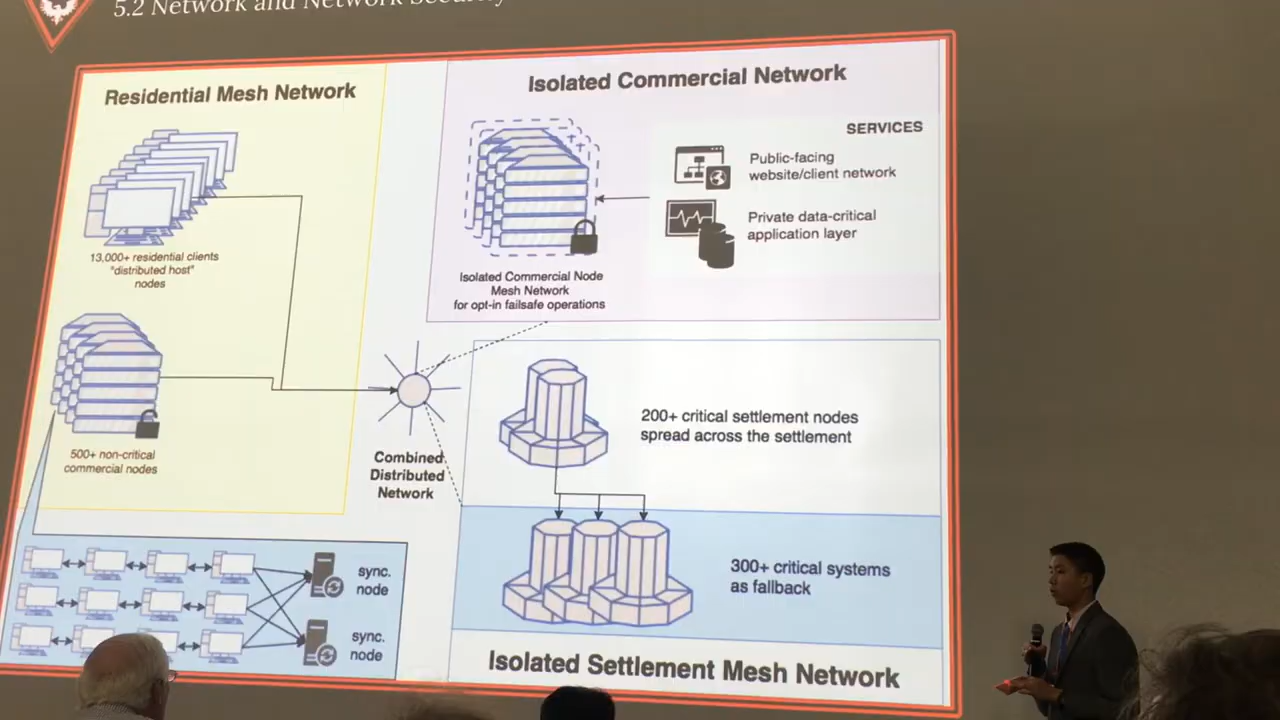 5.2 Network and Network Security
Residential Mesh Network
13,000+ residential clients
"distributed host"
nodes
500+ non-critical
commercial nodes
sync.
node
sync.
node
Combined
Distributed
Network
Isolated Commercial Network
SERVICES
Public-facing
website/client network
Private data-critical
application layer
Isolated Commercial Node
Mesh Network
for opt-in failsafe operations
200+ critical settlement nodes
spread across the settlement
300+ critical systems
as fallback
Isolated Settlement Mesh Network